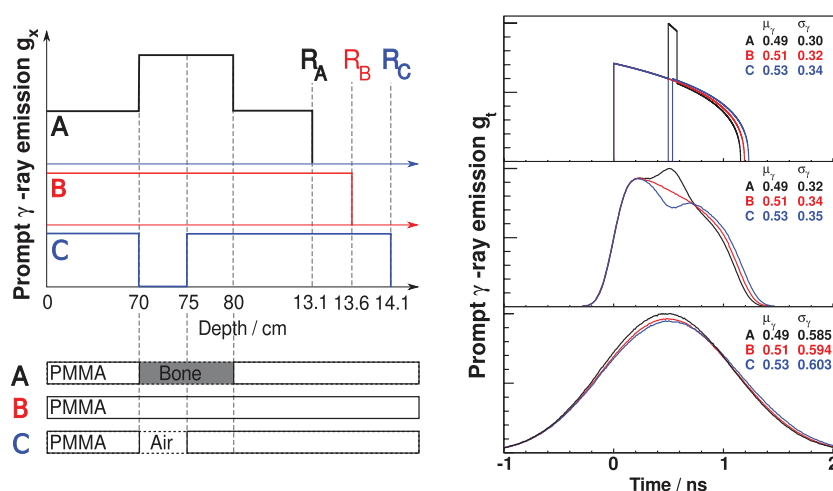 Prompt γ -ray emission g_x
R_A R_B R_C
A
B
C
0 70 75 80 13.1 13.6 14.1
Depth / cm
A PMMA Bone
B PMMA
C PMMA Air
Prompt γ -ray emission g_t
μ_γ σ_γ
A 0.49 0.30
B 0.51 0.32
C 0.53 0.34
μ_γ σ_γ
A 0.49 0.32
B 0.51 0.34
C 0.53 0.35
μ_γ σ_γ
A 0.49 0.585
B 0.51 0.594
C 0.53 0.603
-1 0 1 2
Time / ns